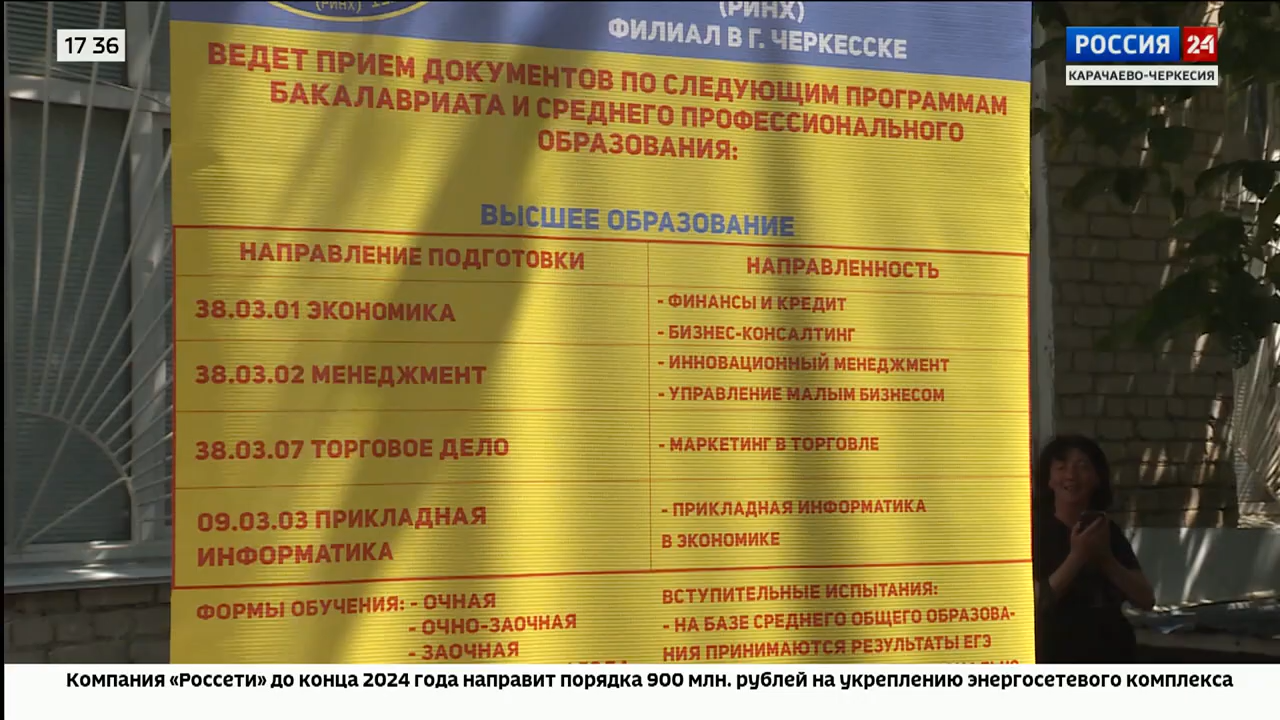 17 36
РОССИЯ 24
КАРАЧАЕВО-ЧЕРКЕСИЯ
(РИНХ)
(РИНХ)
ФИЛИАЛ В Г. ЧЕРКЕССКЕ
ВЕДЕТ ПРИЕМ ДОКУМЕНТОВ ПО СЛЕДУЮЩИМ ПРОГРАММАМ
БАКАЛАВРИАТА И СРЕДНЕГО ПРОФЕССИОНАЛЬНОГО
ОБРАЗОВАНИЯ:
ВЫСШЕЕ ОБРАЗОВАНИЕ
НАПРАВЛЕНИЕ ПОДГОТОВКИ
НАПРАВЛЕННОСТЬ
38.03.01 ЭКОНОМИКА
- ФИНАНСЫ И КРЕДИТ
- БИЗНЕС-КОНСАЛТИНГ
38.03.02 МЕНЕДЖМЕНТ
- ИННОВАЦИОННЫЙ МЕНЕДЖМЕНТ
- УПРАВЛЕНИЕ МАЛЫМ БИЗНЕСОМ
38.03.07 ТОРГОВОЕ ДЕЛО
- МАРКЕТИНГ В ТОРГОВЛЕ
09.03.03 ПРИКЛАДНАЯ
ИНФОРМАТИКА
- ПРИКЛАДНАЯ ИНФОРМАТИКА
В ЭКОНОМИКЕ
ФОРМЫ ОБУЧЕНИЯ: - ОЧНАЯ
- ОЧНО-ЗАОЧНАЯ
- ЗАОЧНАЯ
ВСТУПИТЕЛЬНЫЕ ИСПЫТАНИЯ:
- НА БАЗЕ СРЕДНЕГО ОБЩЕГО ОБРАЗОВА-
НИЯ ПРИНИМАЮТСЯ РЕЗУЛЬТАТЫ ЕГЭ
Компания «Россети» до конца 2024 года направит порядка 900 млн. рублей на укреплению энергосетевого комплекса